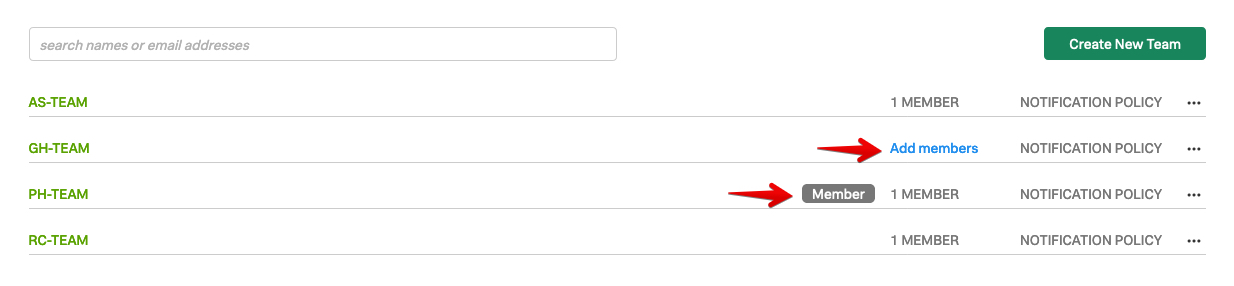 search names or email addresses Create New Team
AS-TEAM 1 MEMBER NOTIFICATION POLICY
GH-TEAM Add members NOTIFICATION POLICY
PH-TEAM Member 1 MEMBER NOTIFICATION POLICY
RC-TEAM 1 MEMBER NOTIFICATION POLICY